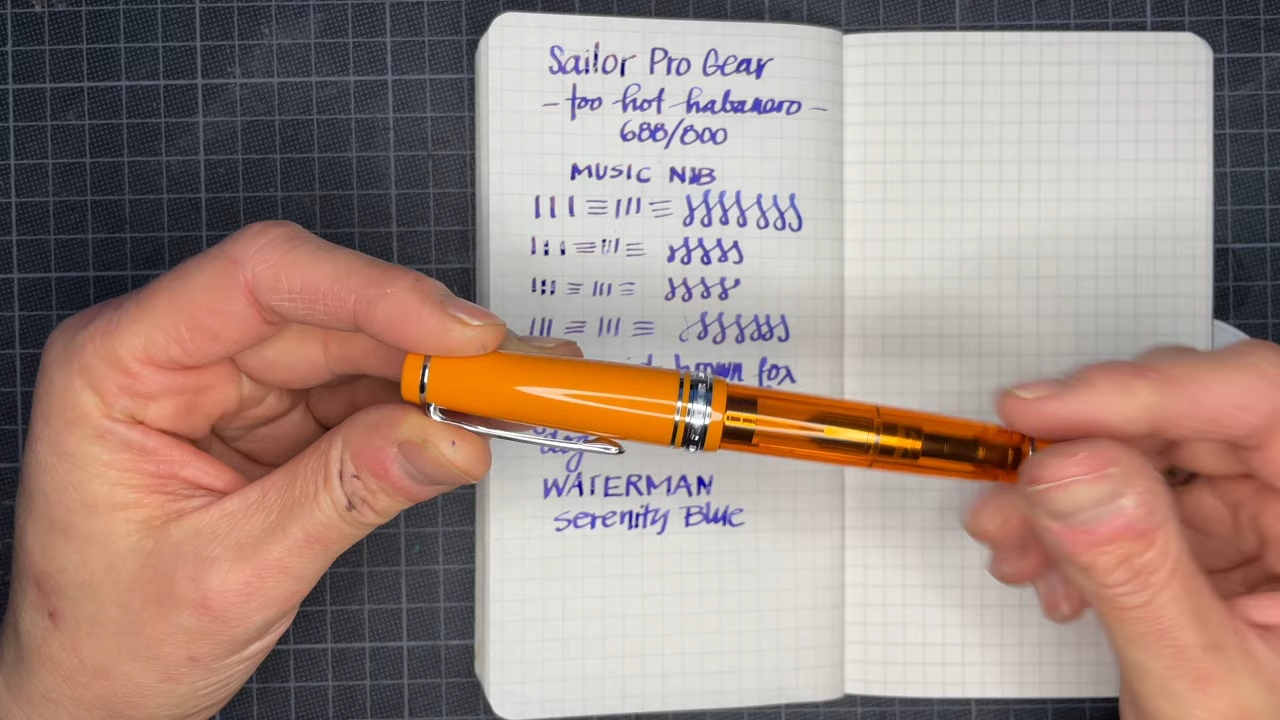 Sailor Pro Gear
- too hot habanero -
688/800
MUSIC NIB
brown fox
WATERMAN
serenity Blue